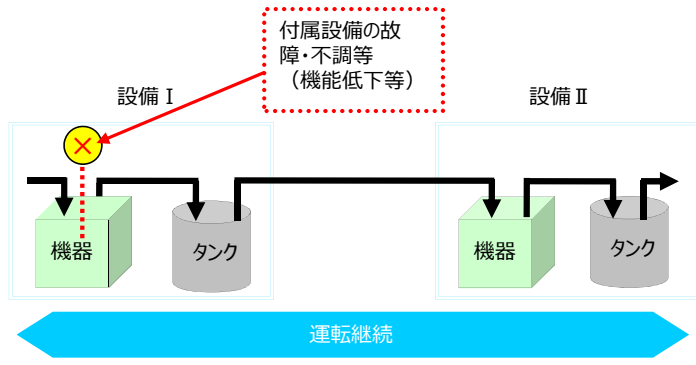 付属設備の故
障・不調等
（機能低下等）
設備Ⅰ
設備Ⅱ
機器
タンク
機器
タンク
運転継続